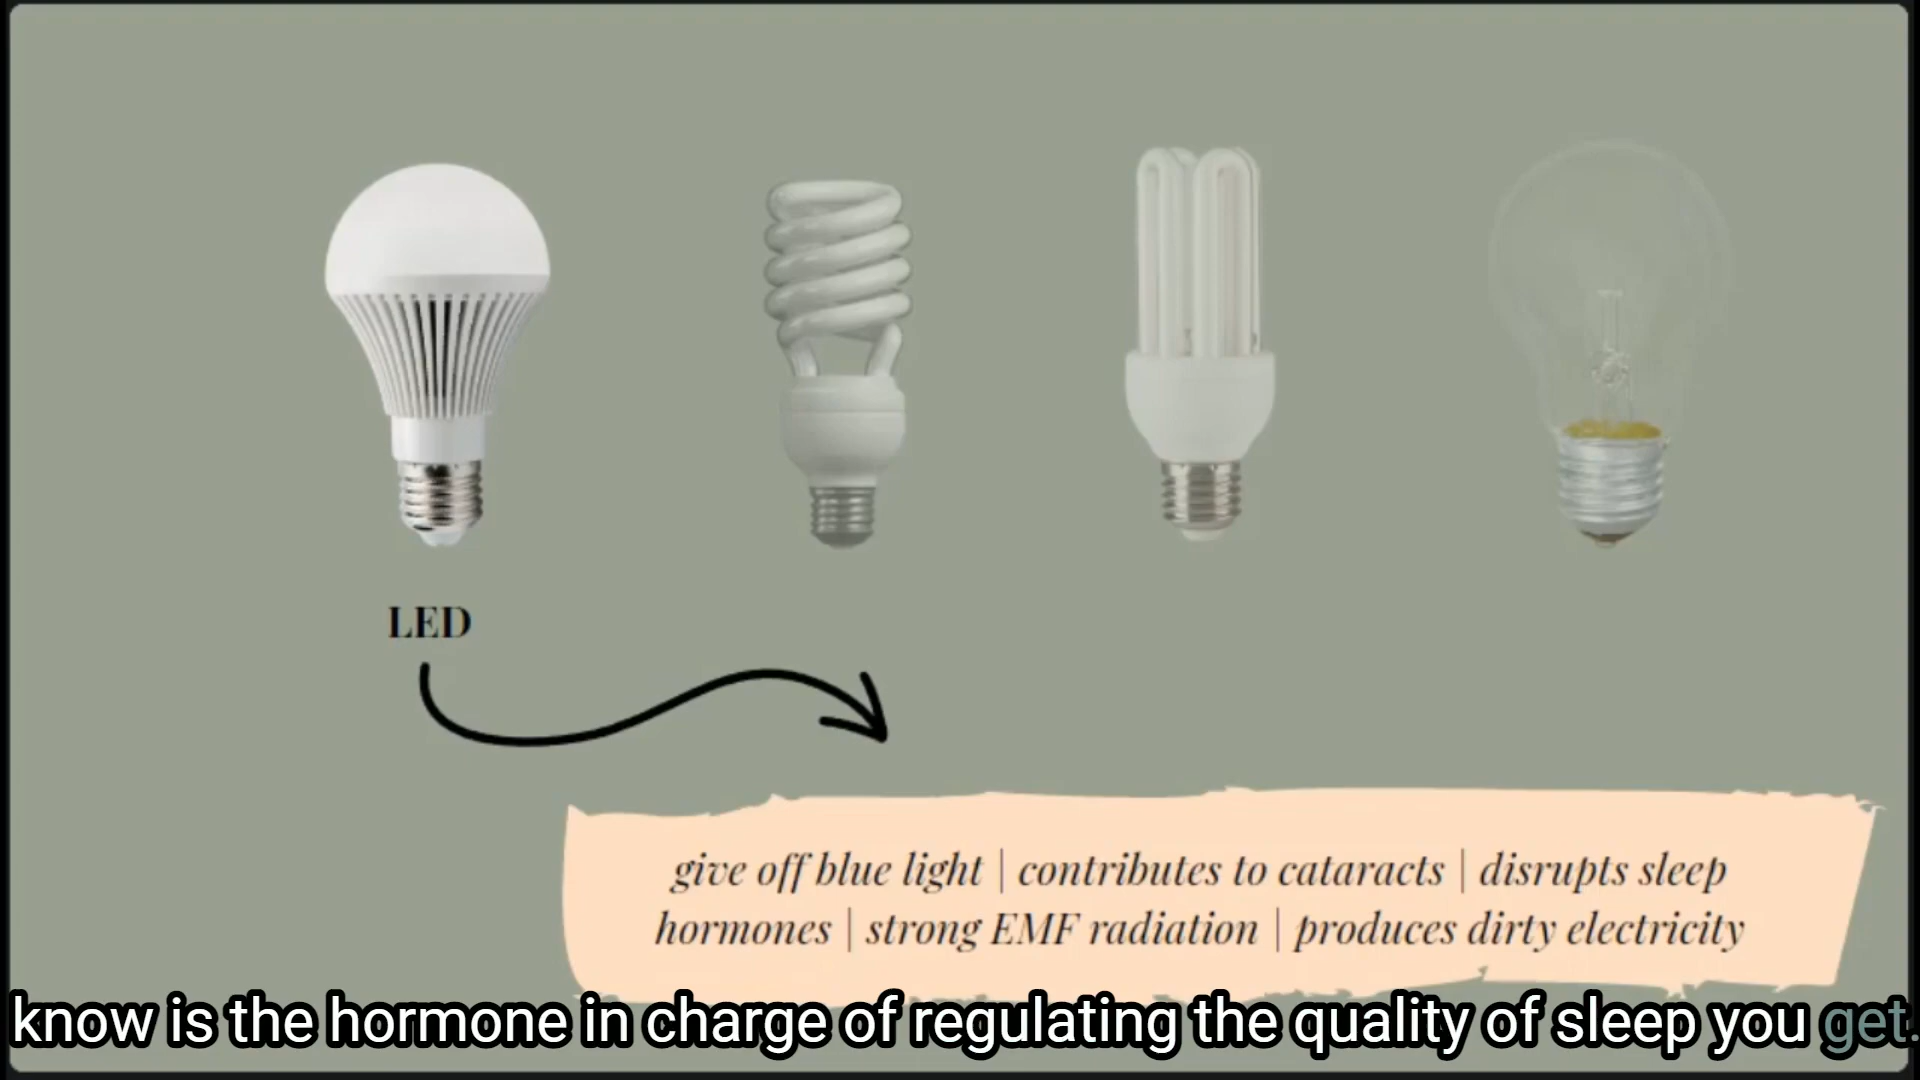 LED
give off blue light | contributes to cataracts | disrupts sleep
hormones | strong EMF radiation | produces dirty electricity
know is the hormone in charge of regulating the quality of sleep you get.